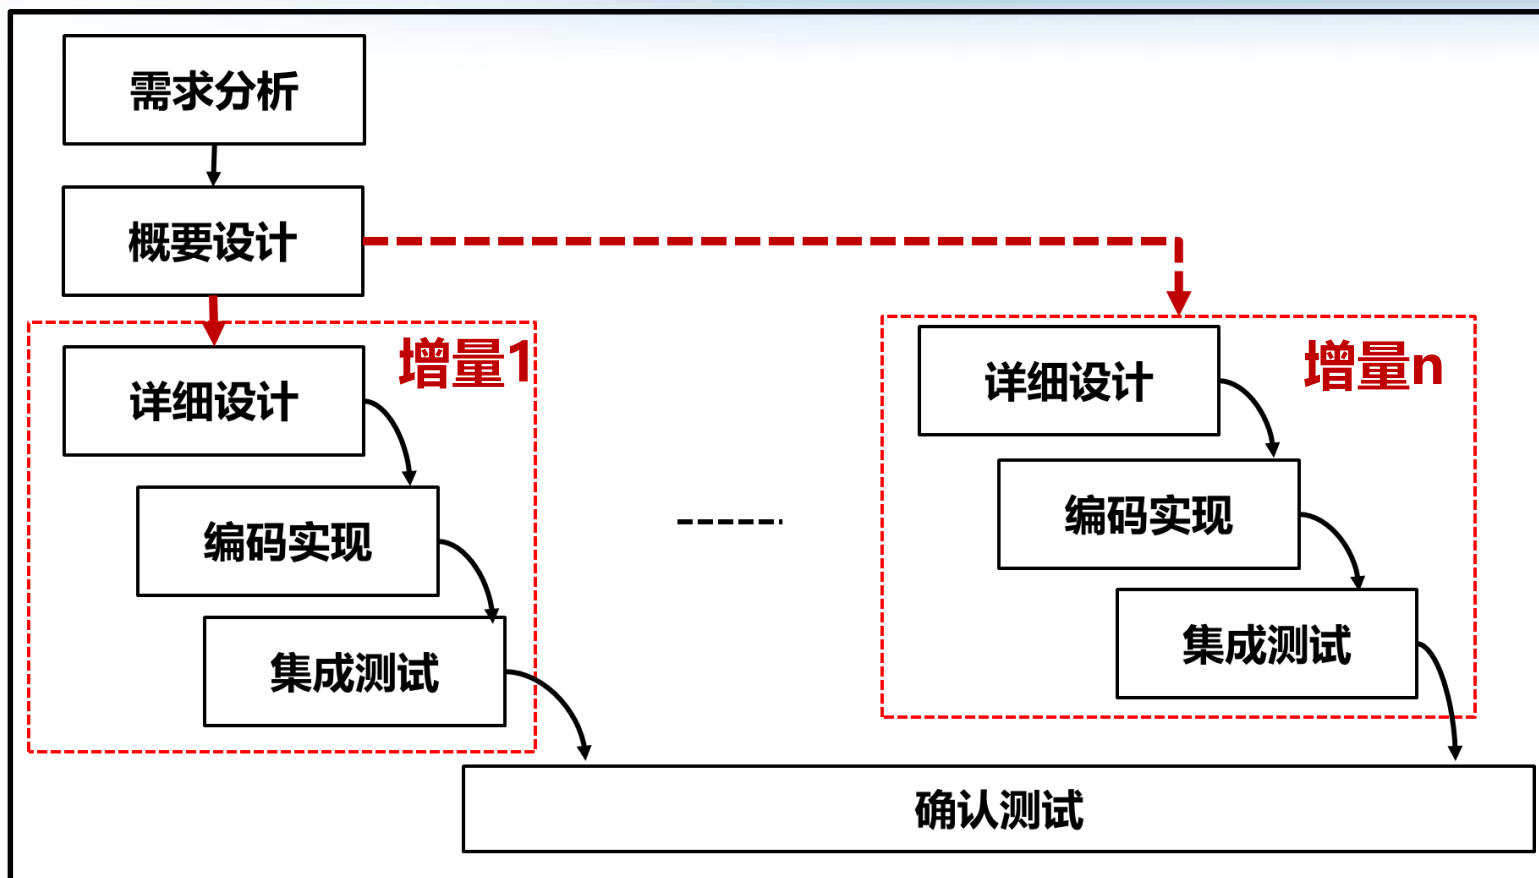 需求分析
概要设计
增量1
详细设计
编码实现
集成测试
增量n
详细设计
编码实现
集成测试
确认测试